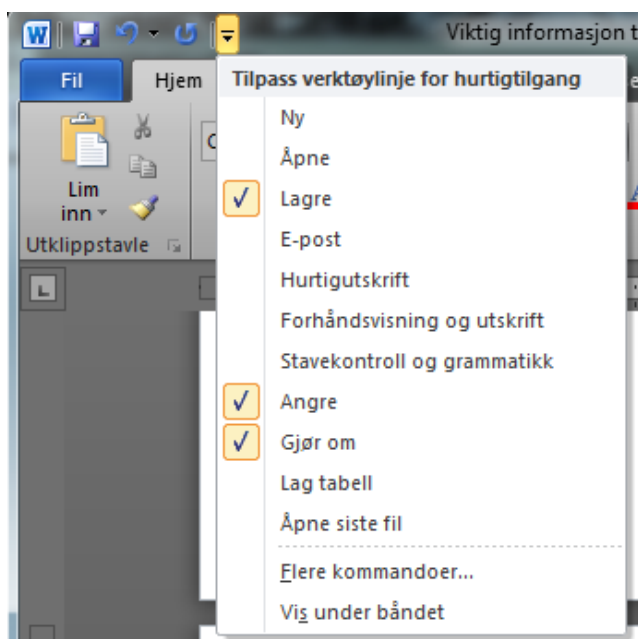 Viktig informasjon t
Fil
Hjem
Tilpass verktøylinje for hurtigtilgang
Lim
inn
Utklippstavle
Ny
Åpne
Lagre
E-post
Hurtigutskrift
Forhåndsvisning og utskrift
Stavekontroll og grammatikk
Angre
Gjør om
Lag tabell
Åpne siste fil
Flere kommandoer...
Vis under båndet